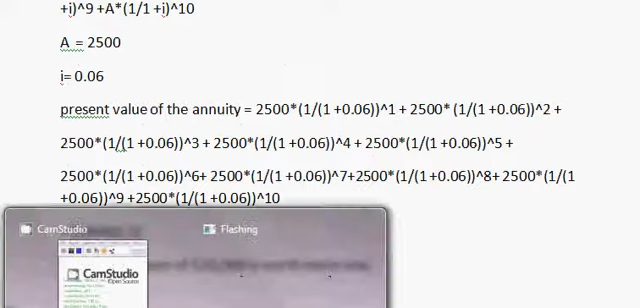 +i)^9 +A*(1/1 +i)^10
A = 2500
i= 0.06
present value of the annuity = 2500*(1/(1 +0.06))^1 + 2500* (1/(1 +0.06))^2 +
2500*(1/(1 +0.06))^3 + 2500*(1/(1 +0.06))^4 + 2500*(1/(1 +0.06))^5 +
2500*(1/(1 +0.06))^6+ 2500*(1/(1 +0.06))^7+2500*(1/(1 +0.06))^8+ 2500*(1/(1
+0.06))^9 +2500*(1/(1 +0.06))^10
CamStudio Flashing
CamStudio
Open Source